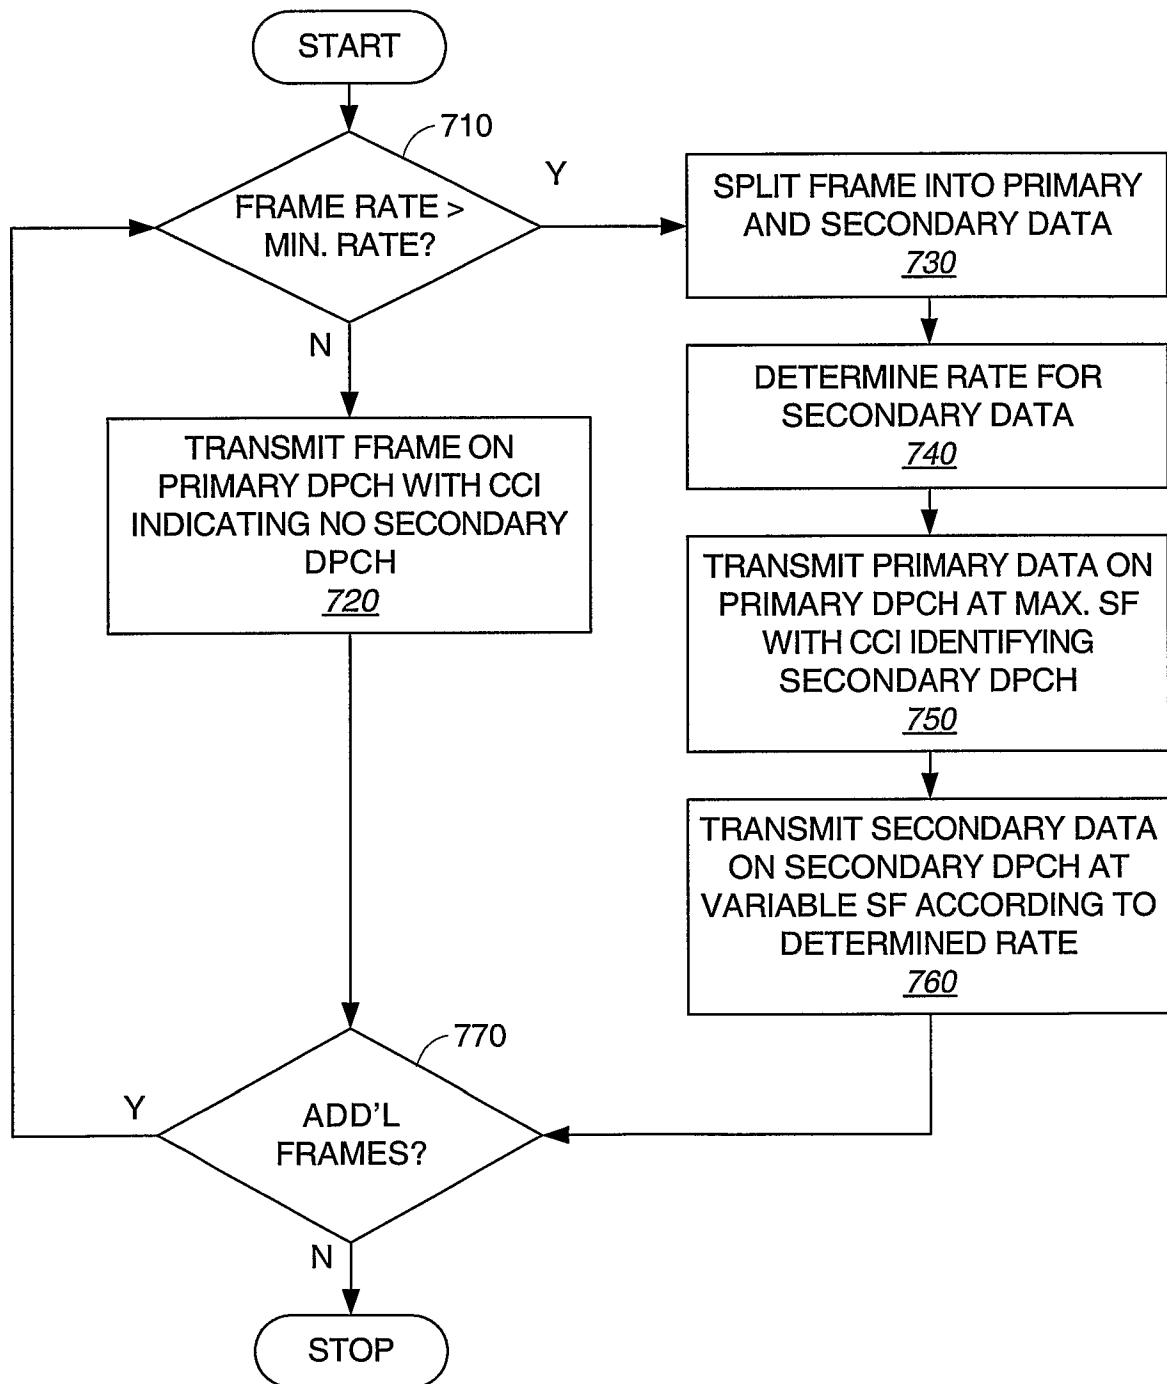 START
710
FRAME RATE >
MIN. RATE?
Y
N
SPLIT FRAME INTO PRIMARY
AND SECONDARY DATA
730
DETERMINE RATE FOR
SECONDARY DATA
740
TRANSMIT FRAME ON
PRIMARY DPCH WITH CCI
INDICATING NO SECONDARY
DPCH
720
TRANSMIT PRIMARY DATA ON
PRIMARY DPCH AT MAX. SF
WITH CCI IDENTIFYING
SECONDARY DPCH
750
TRANSMIT SECONDARY DATA
ON SECONDARY DPCH AT
VARIABLE SF ACCORDING TO
DETERMINED RATE
760
770
Y
ADD'L
FRAMES?
N
STOP